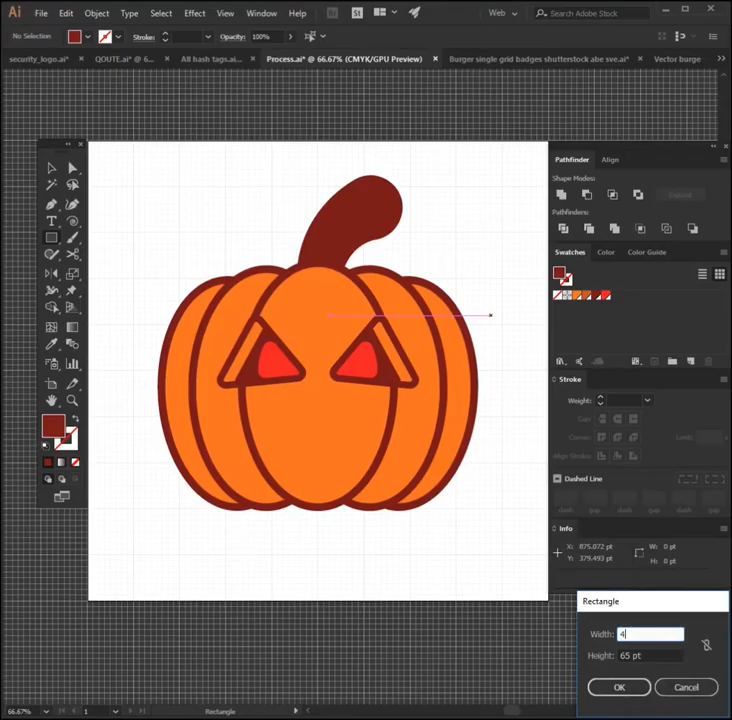 Ai File Edit Object Type Select Effect View Window Help Br St Web Search Adobe Stock
No Selection Stroke: Opacity: 100%
security_logo.ai* QOUTE.ai* @ 6... All hash tags.ai... Process.ai* @ 66.67% (CMYK/GPU Preview) Burger single grid badges shutterstock abe sve.ai* Vector burge
Pathfinder Align
Shape Modes:
Expand
Pathfinders:
Swatches Color Color Guide
Stroke
Weight:
Cap:
Corner: Limit:
Align Stroke:
Dashed Line
dash gap dash gap dash gap
Info
X: 875.072 pt W: 0 pt
Y: 379.493 pt H: 0 pt
Rectangle
Width: 4
Height: 65 pt
OK Cancel
66.67% 1 Rectangle